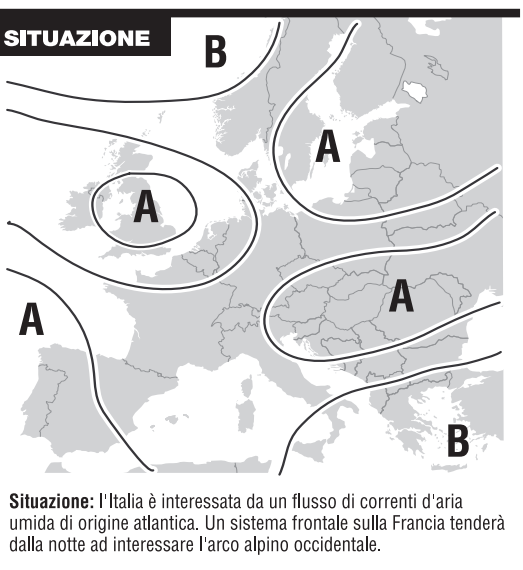 SITUAZIONE
B
A
A
A
A
B
Situazione: l'Italia è interessata da un flusso di correnti d'aria
umida di origine atlantica. Un sistema frontale sulla Francia tenderà
dalla notte ad interessare l'arco alpino occidentale.